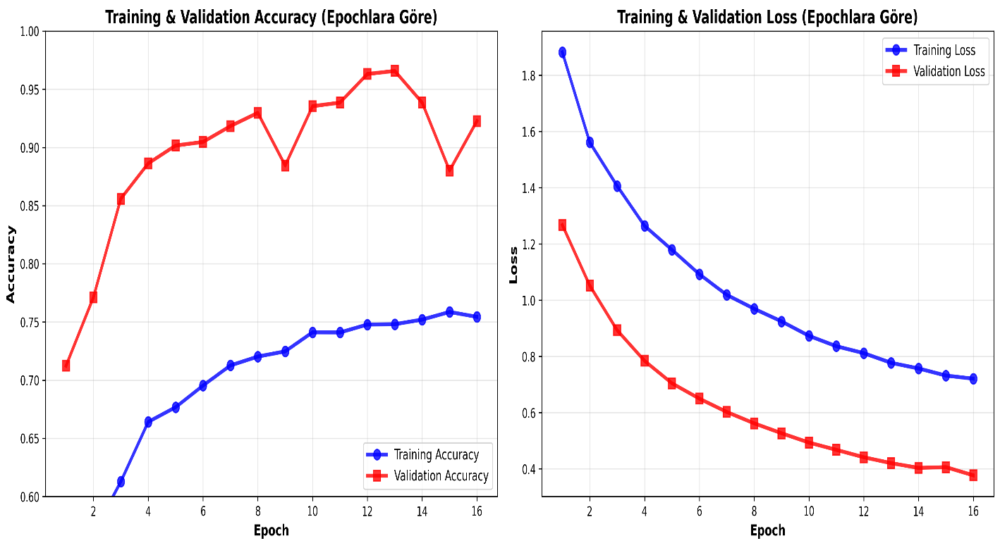 Training & Validation Accuracy (Epochlara Göre)
1.00
0.95
0.90
0.85
0.80
0.75
0.70
0.65
0.60
Accuracy
2 4 6 8 10 12 14 16
Epoch
Training Accuracy
Validation Accuracy
Training & Validation Loss (Epochlara Göre)
1.8
1.6
1.4
1.2
1.0
0.8
0.6
0.4
Loss
2 4 6 8 10 12 14 16
Epoch
Training Loss
Validation Loss